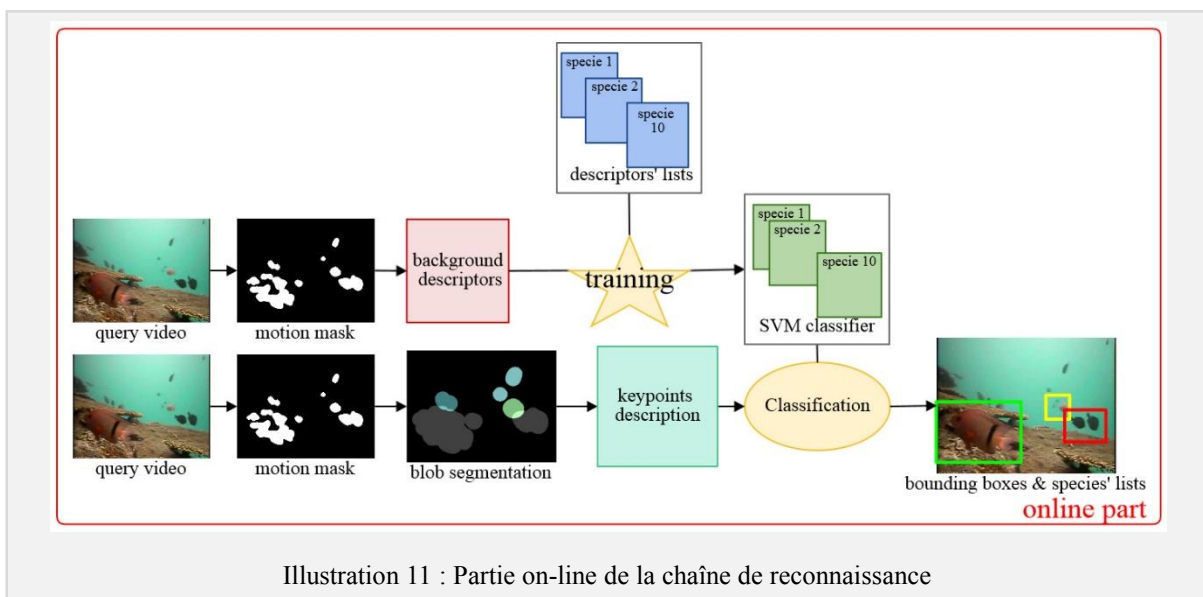 specie 1
specie 2
specie
10
descriptors' lists
background
descriptors
training
specie 1
specie 2
specie 10
SVM classifier
query video
motion mask
keypoints
description
Classification
query video
motion mask
blob segmentation
bounding boxes & species' lists
online part
Illustration 11 : Partie on-line de la chaîne de reconnaissance